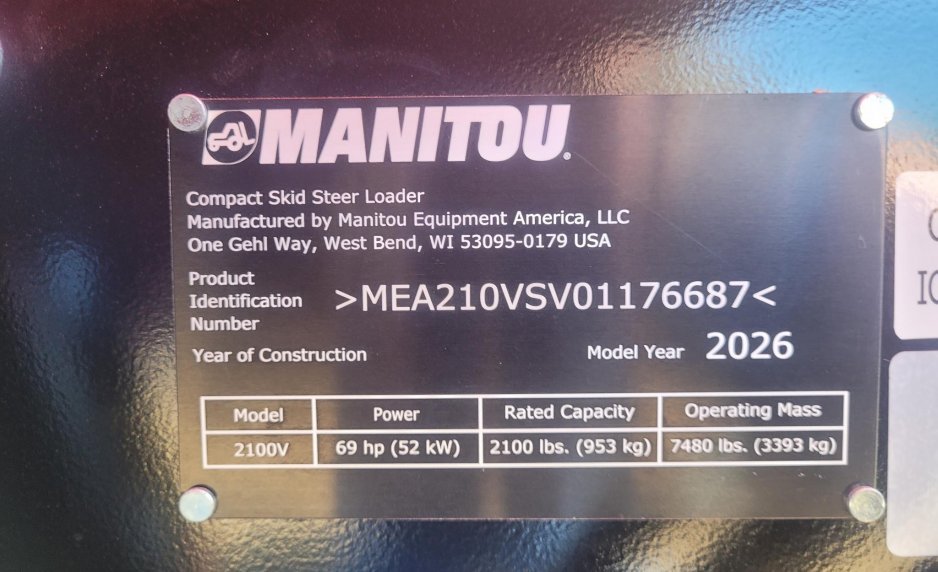 MANITOU.
Compact Skid Steer Loader
Manufactured by Manitou Equipment America, LLC
One Gehl Way, West Bend, WI 53095-0179 USA
Product
Identification >MEA210VSV01176687<
Number
Year of Construction Model Year 2026
Model Power Rated Capacity Operating Mass
2100V 69 hp (52 kW) 2100 lbs. (953 kg) 7480 lbs. (3393 kg)